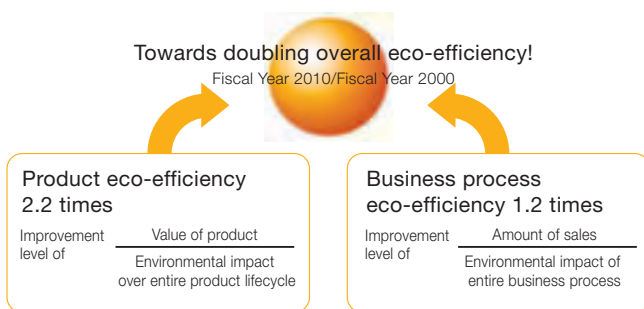 Towards doubling overall eco-efficiency!
Fiscal Year 2010/Fiscal Year 2000
Product eco-efficiency
2.2 times
Improvement
level of
Value of product
Environmental impact
over entire product lifecycle
Business process
eco-efficiency 1.2 times
Improvement
level of
Amount of sales
Environmental impact of
entire business process